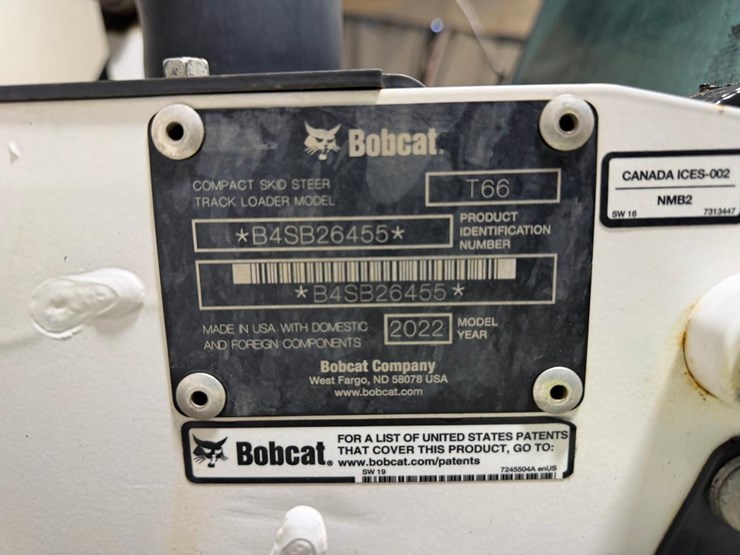 Bobcat.
COMPACT SKID STEER
TRACK LOADER MODEL
T66
*B4SB26455*
PRODUCT
IDENTIFICATION
NUMBER
*B4SB26455*
MADE IN USA WITH DOMESTIC
AND FOREIGN COMPONENTS
2022
MODEL
YEAR
Bobcat Company
West Fargo, ND 58078 USA
www.bobcat.com
Bobcat®
FOR A LIST OF UNITED STATES PATENTS
THAT COVER THIS PRODUCT, GO TO:
www.bobcat.com/patents
SW 19
7245504A enUS
CANADA ICES-002
NMB2
SW 16
7313447